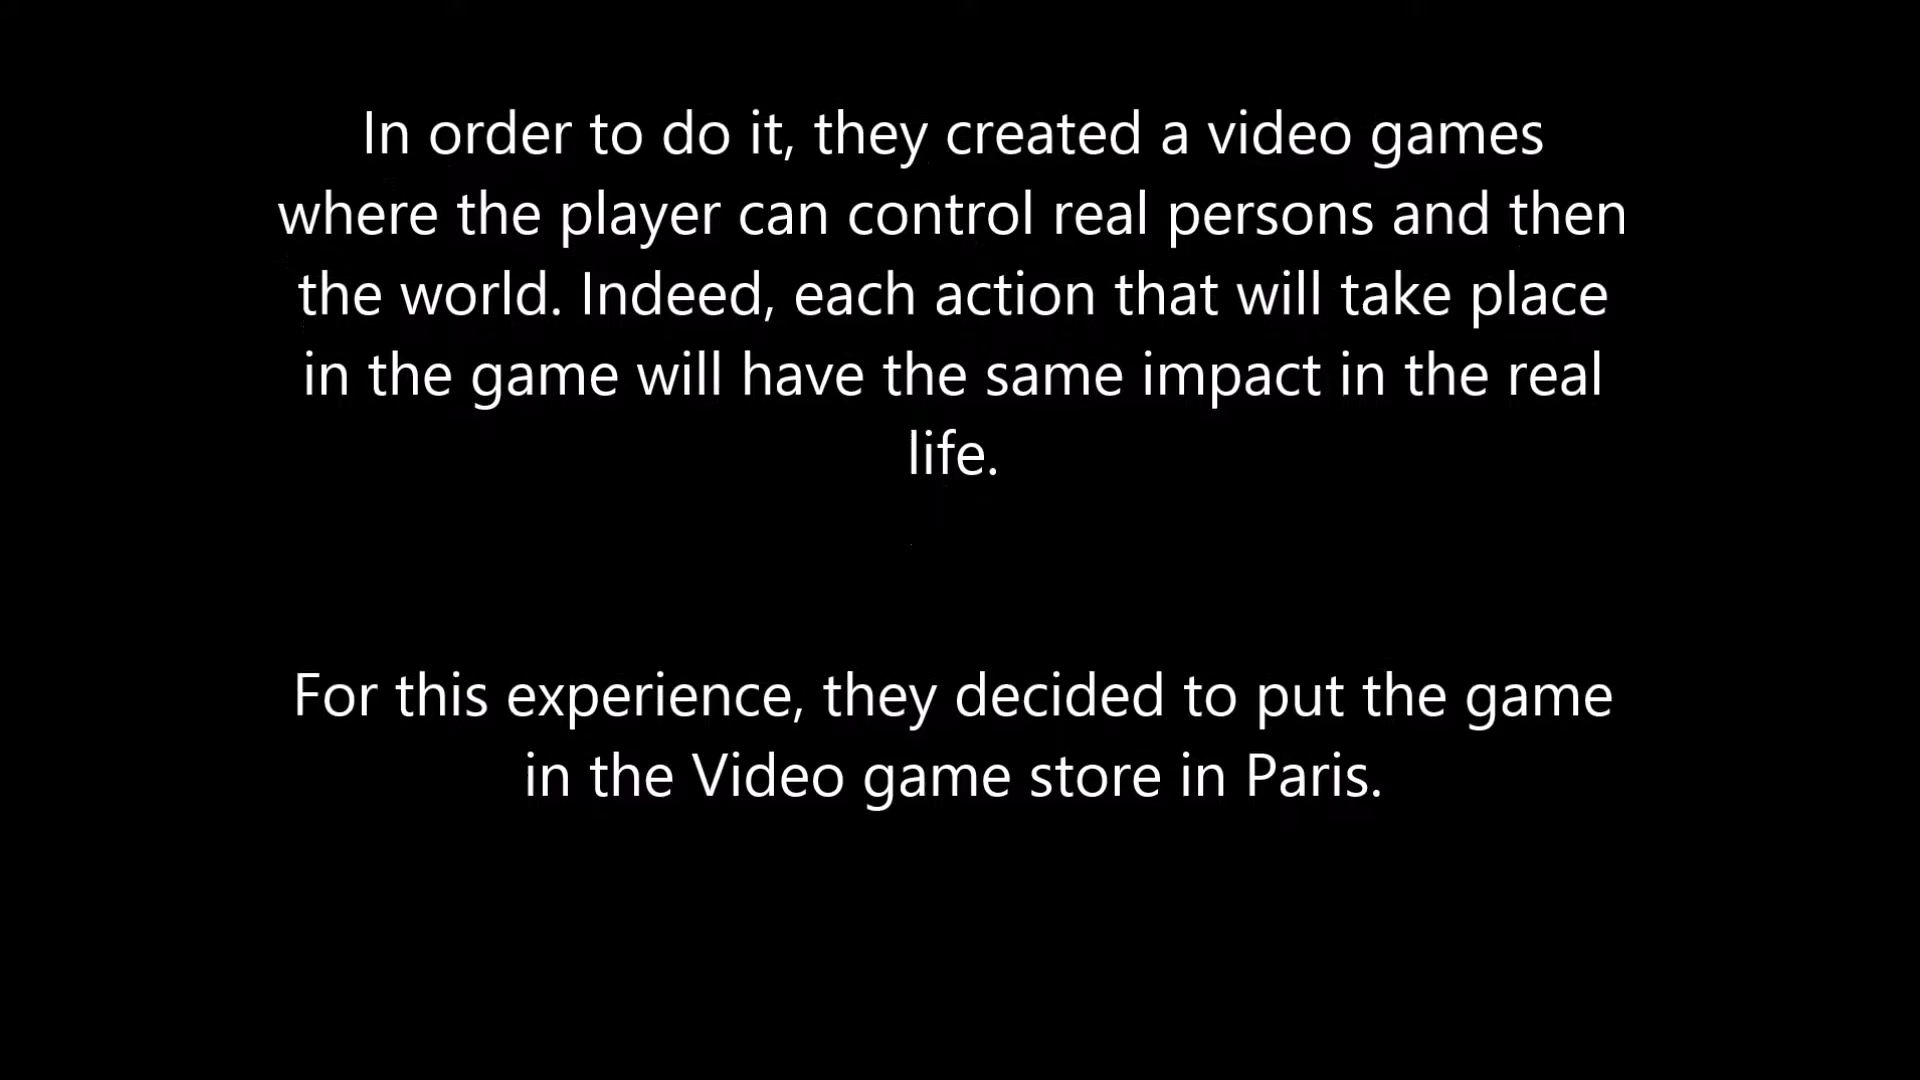 In order to do it, they created a video games
where the player can control real persons and then
the world. Indeed, each action that will take place
in the game will have the same impact in the real
life.
For this experience, they decided to put the game
in the Video game store in Paris.